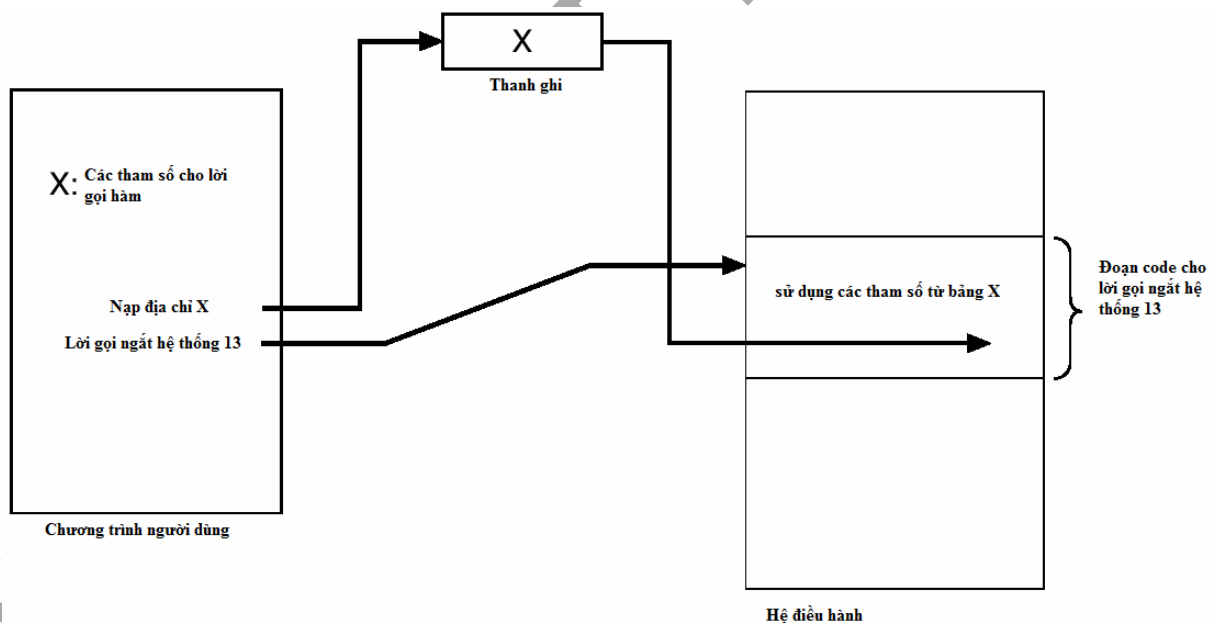 X
Thanh ghi
X: Các tham số cho lời
gọi hàm
Nạp địa chỉ X
Lời gọi ngắt hệ thống 13
Chương trình người dùng
sử dụng các tham số từ bảng X
Đoạn code cho
lời gọi ngắt hệ
thống 13
Hệ điều hành